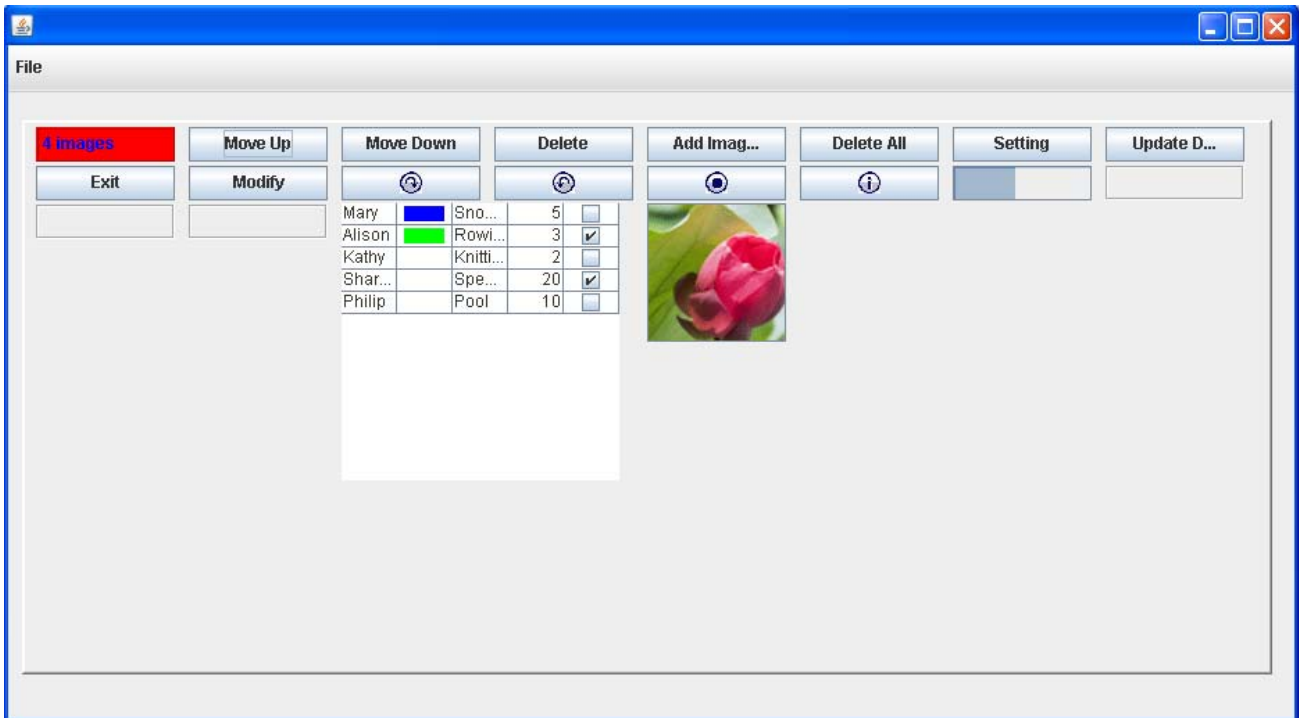 File
4 images Move Up Move Down Delete Add Imag... Delete All Setting Update D...
Exit Modify
Mary Sno... 5
Alison Rowi... 3
Kathy Knitti... 2
Shar... Spe... 20
Philip Pool 10